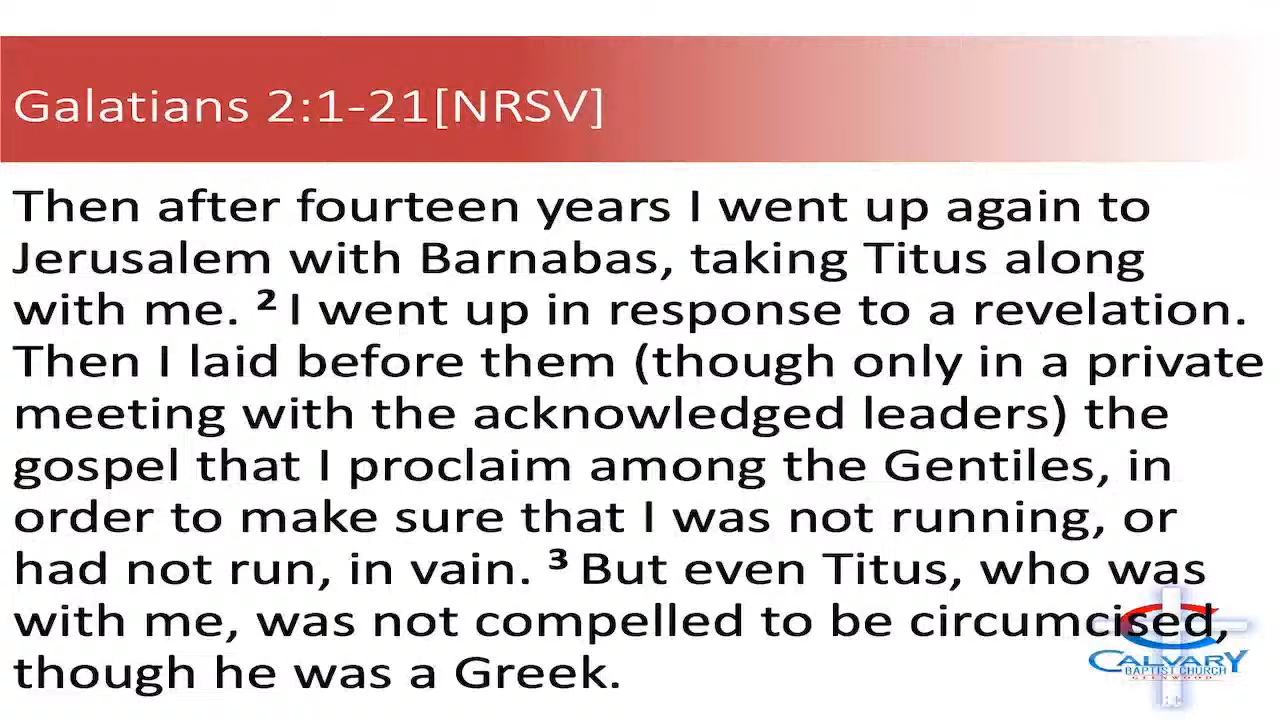 Galatians 2:1-21[NRSV]
Then after fourteen years I went up again to
Jerusalem with Barnabas, taking Titus along
with me. ² I went up in response to a revelation.
Then I laid before them (though only in a private
meeting with the acknowledged leaders) the
gospel that I proclaim among the Gentiles, in
order to make sure that I was not running, or
had not run, in vain. ³ But even Titus, who was
with me, was not compelled to be circumcised,
though he was a Greek.
CALVARY
BAPTIST CHURCH
GLENWOOD